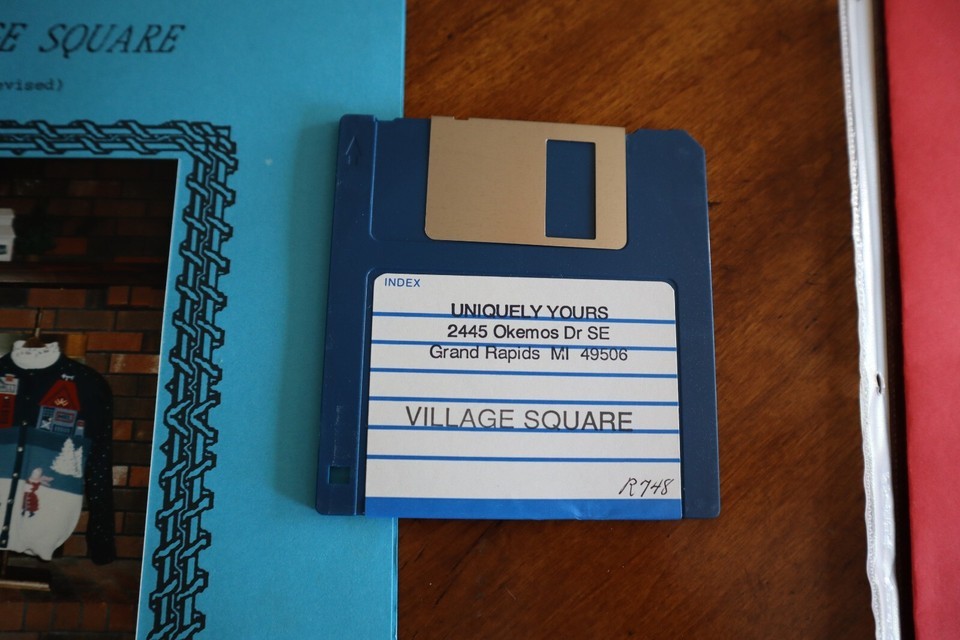 E SQUARE
evised)
INDEX
UNIQUELY YOURS
2445 Okemos Dr SE
Grand Rapids MI 49506
VILLAGE SQUARE
R748